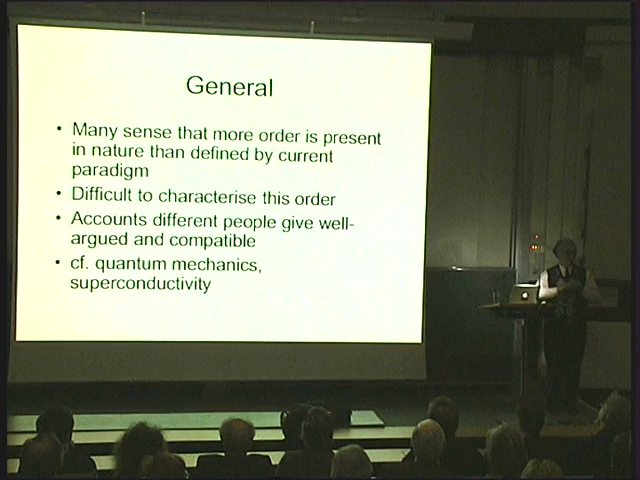 General
• Many sense that more order is present
in nature than defined by current
paradigm
• Difficult to characterise this order
• Accounts different people give well-
argued and compatible
• cf. quantum mechanics,
superconductivity